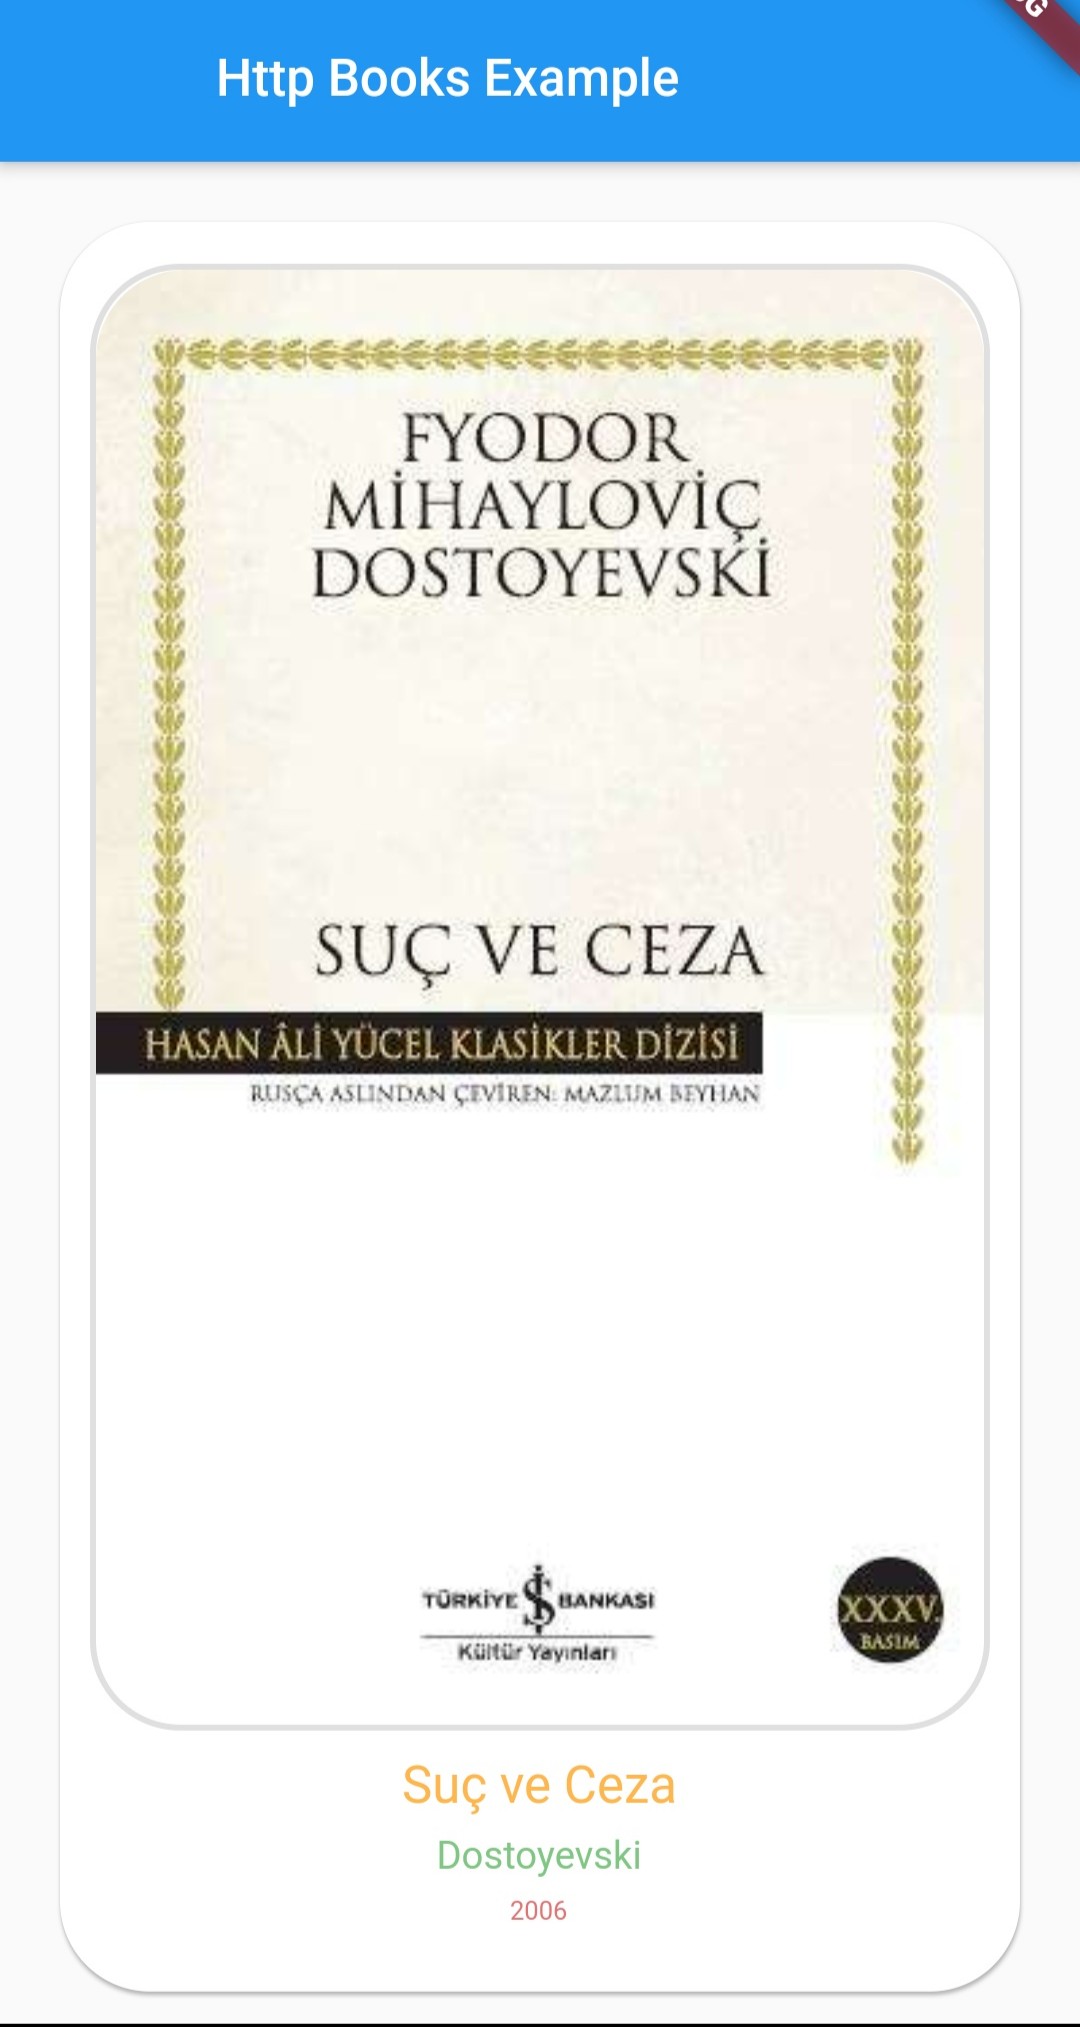 Http Books Example
FYODOR
MİHAYLOVİÇ
DOSTOYEVSKİ
SUÇ VE CEZA
HASAN ÂLİ YÜCEL KLASİKLER DİZİSİ
RUSÇA ASLINDAN ÇEVİREN: MAZLUM BEYHAN
TÜRKİYE İŞ BANKASI
Kültür Yayınları
XXXV.
BASIM
Suç ve Ceza
Dostoyevski
2006